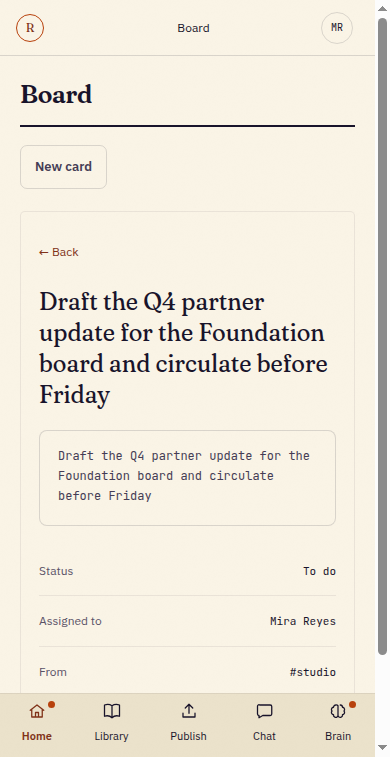 R
Board
MR
Board
New card
← Back
Draft the Q4 partner
update for the Foundation
board and circulate before
Friday
Draft the Q4 partner update for the
Foundation board and circulate
before Friday
Status To do
Assigned to Mira Reyes
From #studio
Home Library Publish Chat Brain